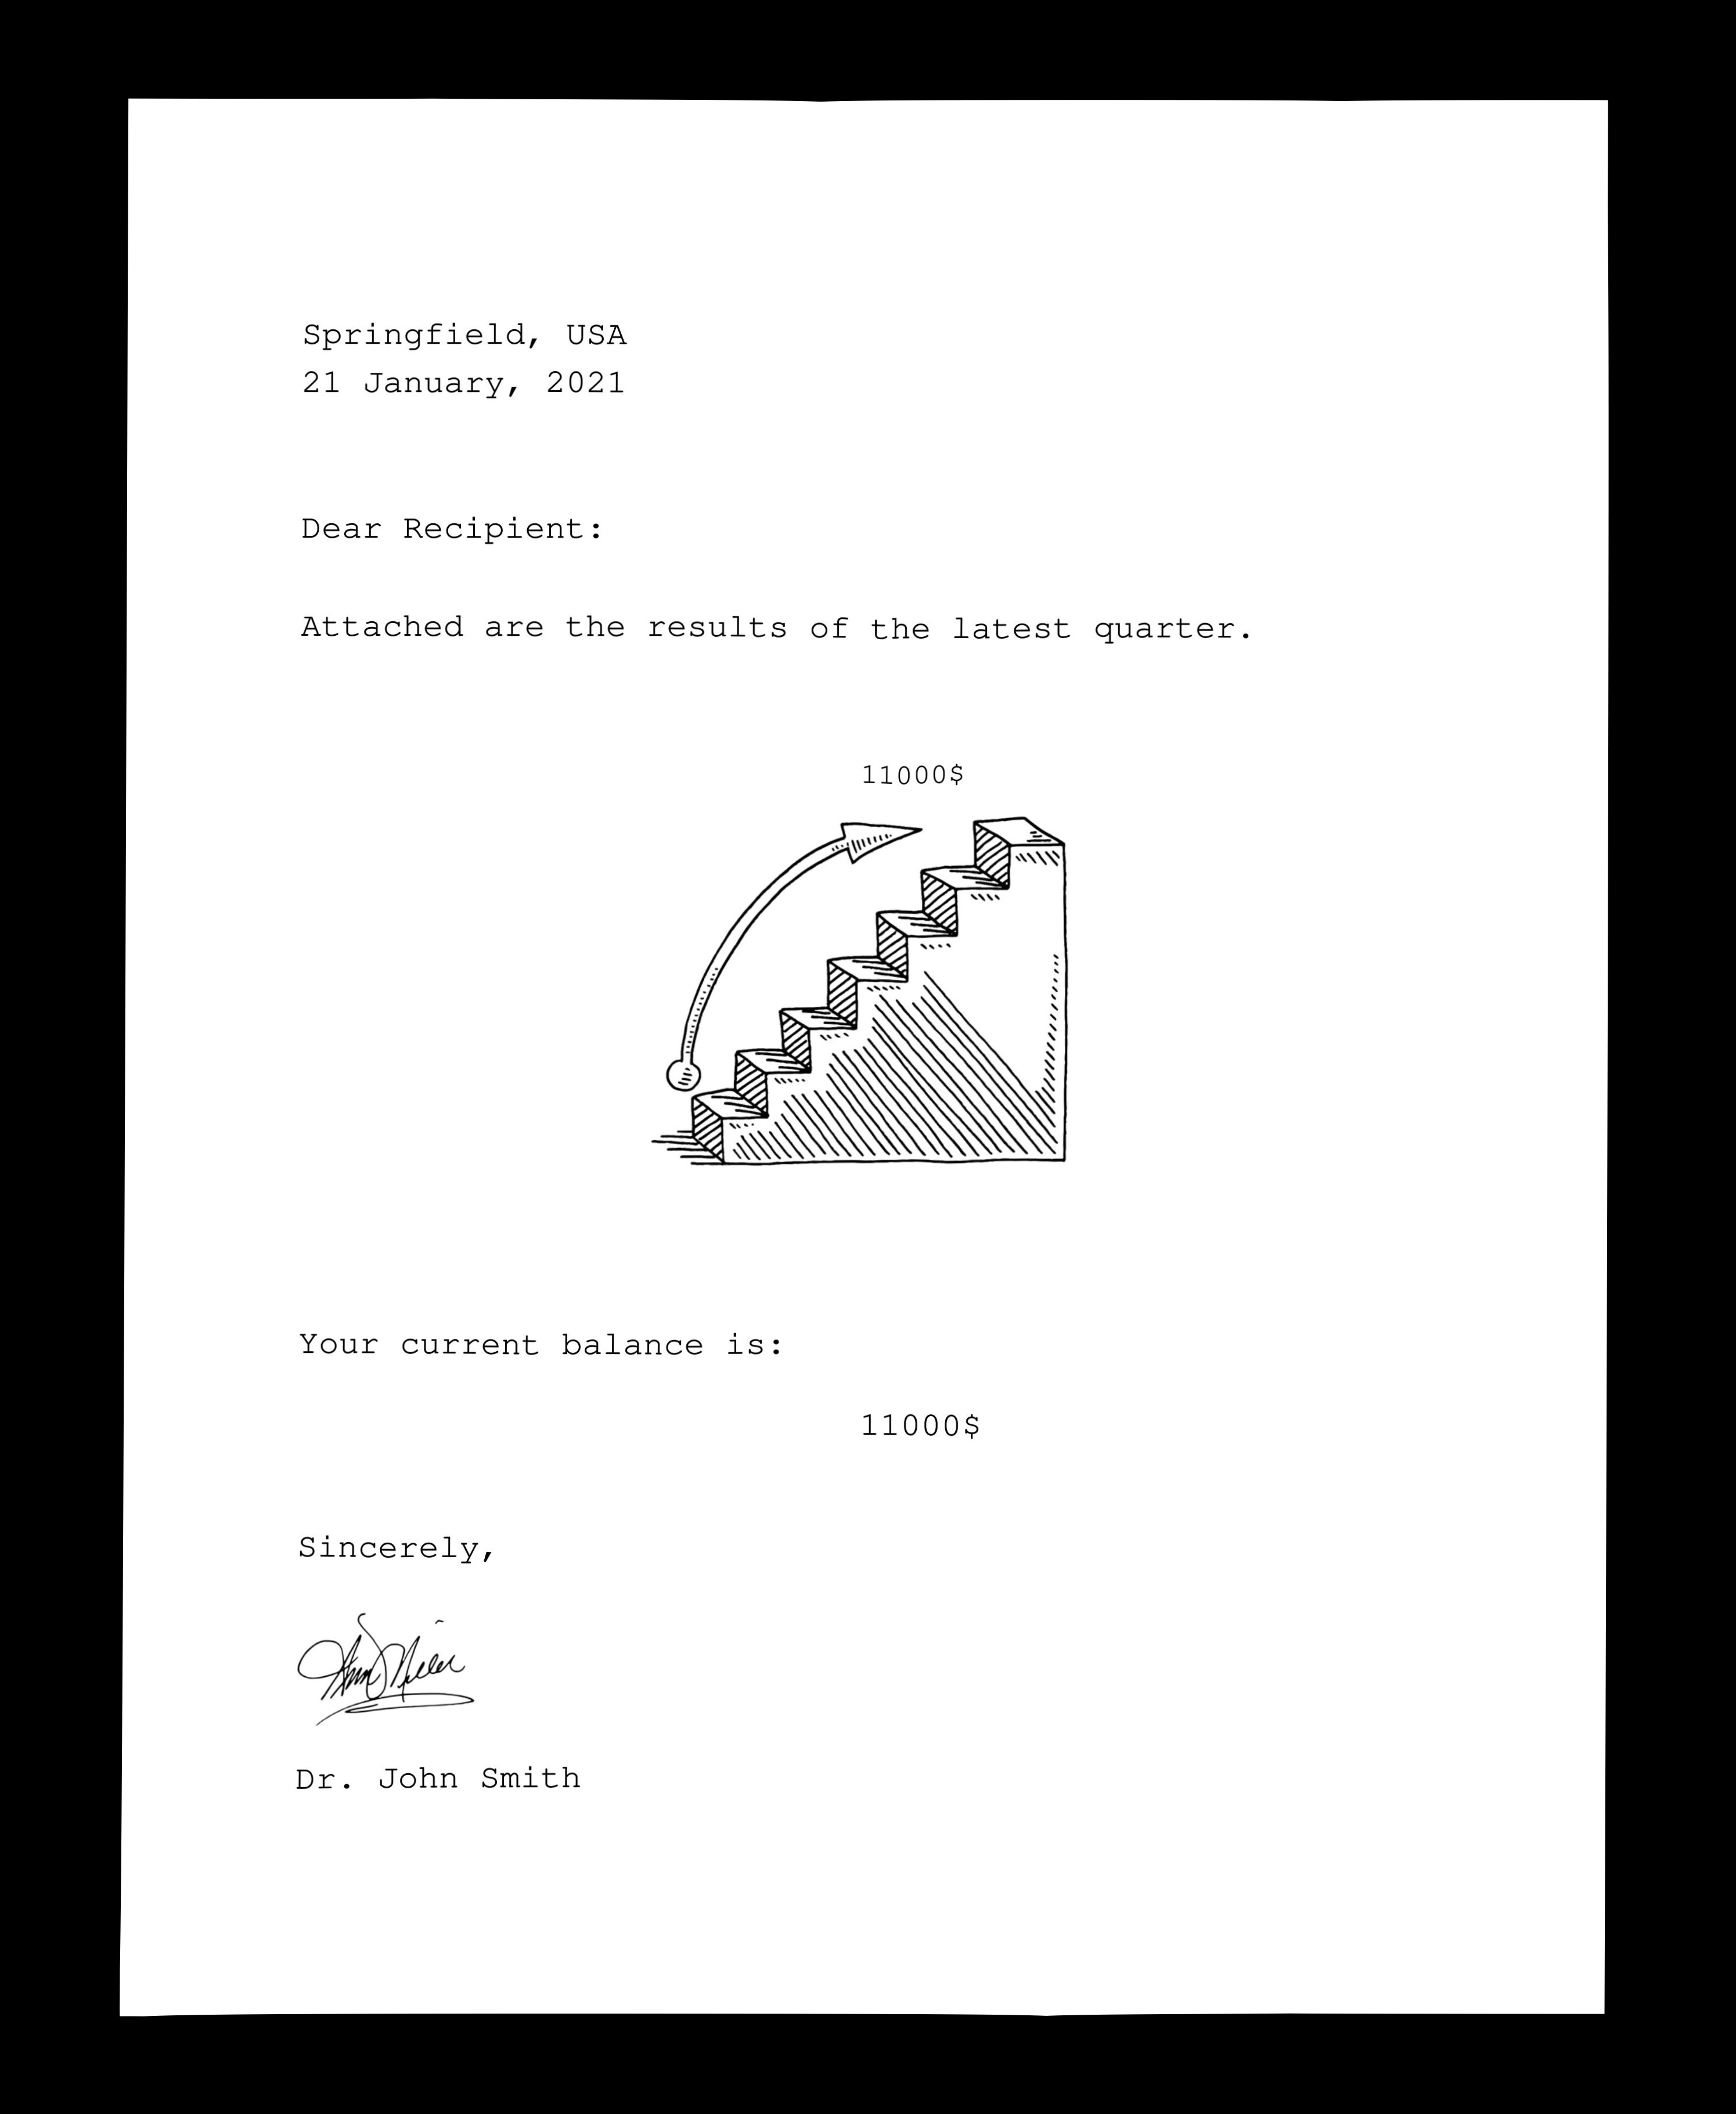 Springfield, USA
21 January, 2021
Dear Recipient:
Attached are the results of the latest quarter.
11000$
Your current balance is:
11000$
Sincerely,
Dr. John Smith